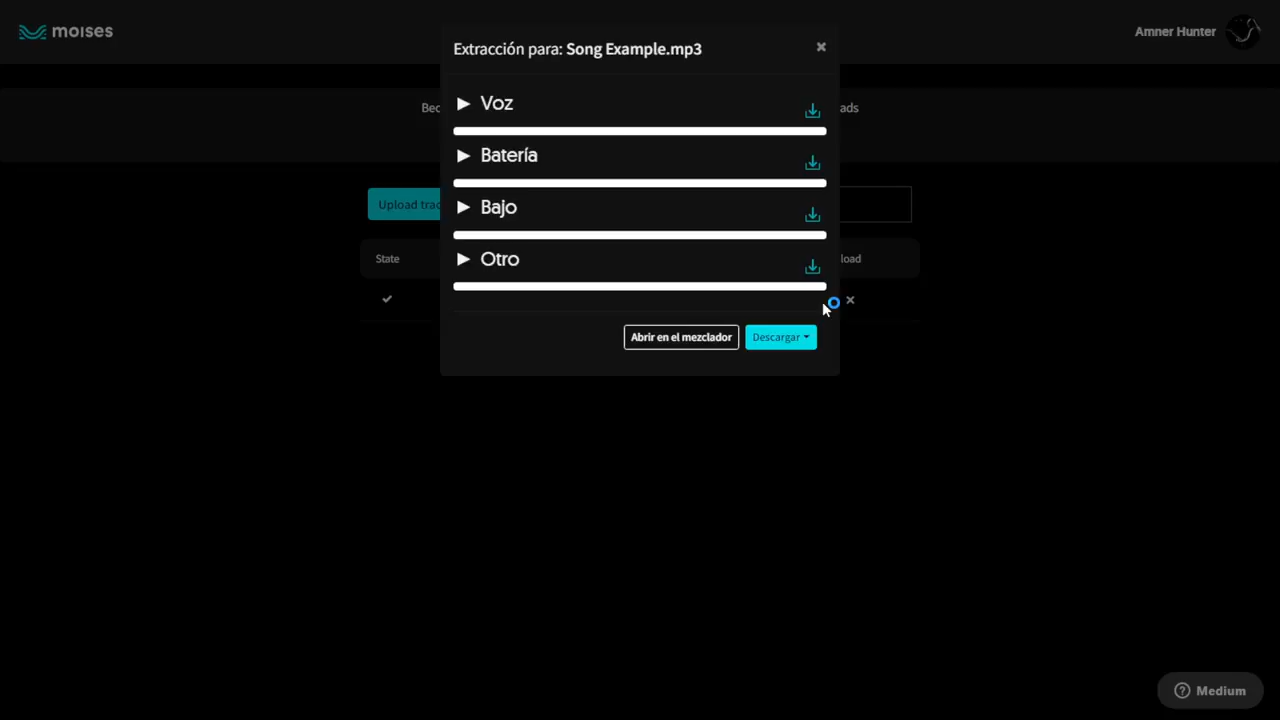 moises
Amner Hunter
Extracción para: Song Example.mp3
Voz
Batería
Bajo
Otro
Abrir en el mezclador
Descargar
Bec
ads
Upload trac
State
load
Medium